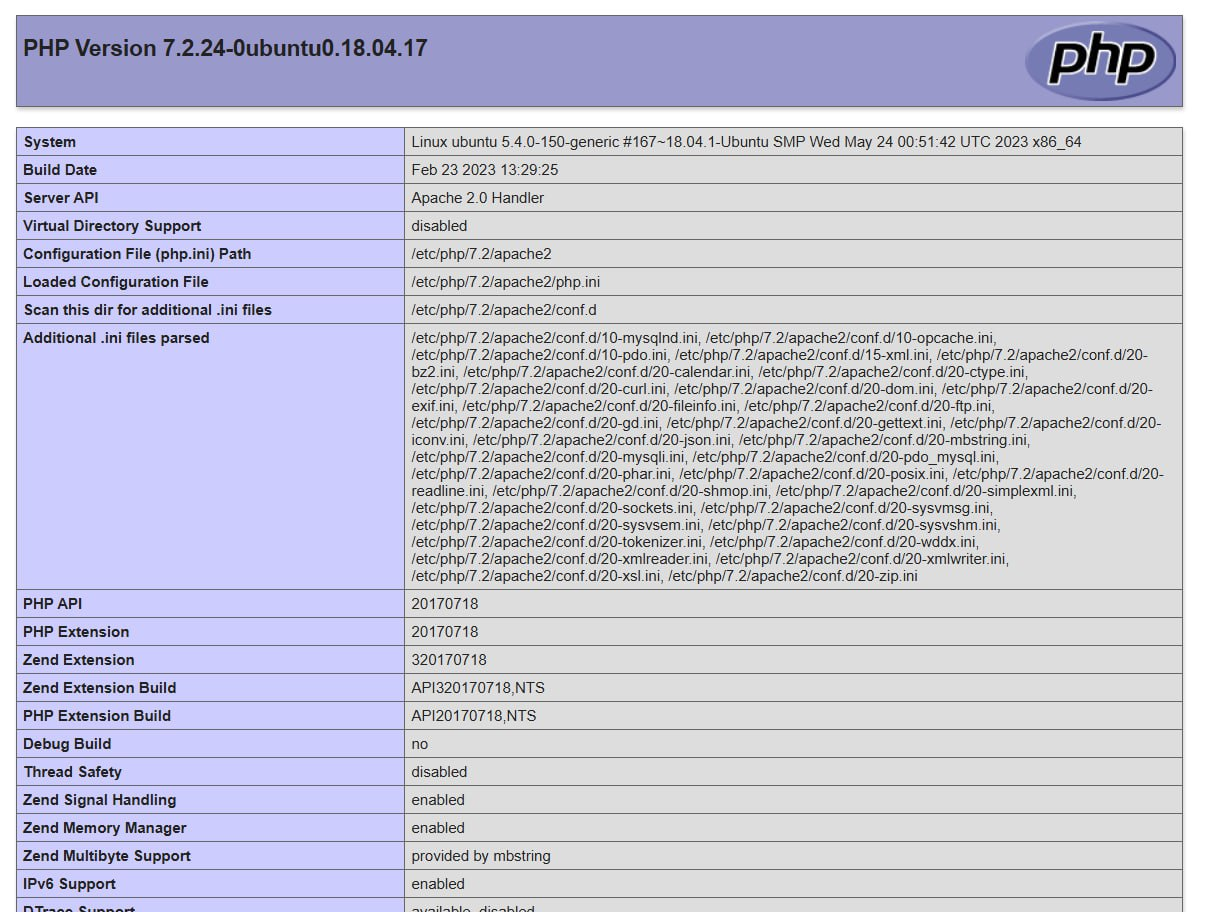 PHP Version 7.2.24-0ubuntu0.18.04.17
php
System Linux ubuntu 5.4.0-150-generic #167~18.04.1-Ubuntu SMP Wed May 24 00:51:42 UTC 2023 x86_64
Build Date Feb 23 2023 13:29:25
Server API Apache 2.0 Handler
Virtual Directory Support disabled
Configuration File (php.ini) Path /etc/php/7.2/apache2
Loaded Configuration File /etc/php/7.2/apache2/php.ini
Scan this dir for additional .ini files /etc/php/7.2/apache2/conf.d
Additional .ini files parsed /etc/php/7.2/apache2/conf.d/10-mysqlnd.ini, /etc/php/7.2/apache2/conf.d/10-opcache.ini,
/etc/php/7.2/apache2/conf.d/10-pdo.ini, /etc/php/7.2/apache2/conf.d/15-xml.ini, /etc/php/7.2/apache2/conf.d/20-
bz2.ini, /etc/php/7.2/apache2/conf.d/20-calendar.ini, /etc/php/7.2/apache2/conf.d/20-ctype.ini,
/etc/php/7.2/apache2/conf.d/20-curl.ini, /etc/php/7.2/apache2/conf.d/20-dom.ini, /etc/php/7.2/apache2/conf.d/20-
exif.ini, /etc/php/7.2/apache2/conf.d/20-fileinfo.ini, /etc/php/7.2/apache2/conf.d/20-ftp.ini,
/etc/php/7.2/apache2/conf.d/20-gd.ini, /etc/php/7.2/apache2/conf.d/20-gettext.ini, /etc/php/7.2/apache2/conf.d/20-
iconv.ini, /etc/php/7.2/apache2/conf.d/20-json.ini, /etc/php/7.2/apache2/conf.d/20-mbstring.ini,
/etc/php/7.2/apache2/conf.d/20-mysqli.ini, /etc/php/7.2/apache2/conf.d/20-pdo_mysql.ini,
/etc/php/7.2/apache2/conf.d/20-phar.ini, /etc/php/7.2/apache2/conf.d/20-posix.ini, /etc/php/7.2/apache2/conf.d/20-
readline.ini, /etc/php/7.2/apache2/conf.d/20-shmop.ini, /etc/php/7.2/apache2/conf.d/20-simplexml.ini,
/etc/php/7.2/apache2/conf.d/20-sockets.ini, /etc/php/7.2/apache2/conf.d/20-sysvmsg.ini,
/etc/php/7.2/apache2/conf.d/20-sysvsem.ini, /etc/php/7.2/apache2/conf.d/20-sysvshm.ini,
/etc/php/7.2/apache2/conf.d/20-tokenizer.ini, /etc/php/7.2/apache2/conf.d/20-wddx.ini,
/etc/php/7.2/apache2/conf.d/20-xmlreader.ini, /etc/php/7.2/apache2/conf.d/20-xmlwriter.ini,
/etc/php/7.2/apache2/conf.d/20-xsl.ini, /etc/php/7.2/apache2/conf.d/20-zip.ini
PHP API 20170718
PHP Extension 20170718
Zend Extension 320170718
Zend Extension Build API320170718,NTS
PHP Extension Build API20170718,NTS
Debug Build no
Thread Safety disabled
Zend Signal Handling enabled
Zend Memory Manager enabled
Zend Multibyte Support provided by mbstring
IPv6 Support enabled
DTrace Support available, disabled